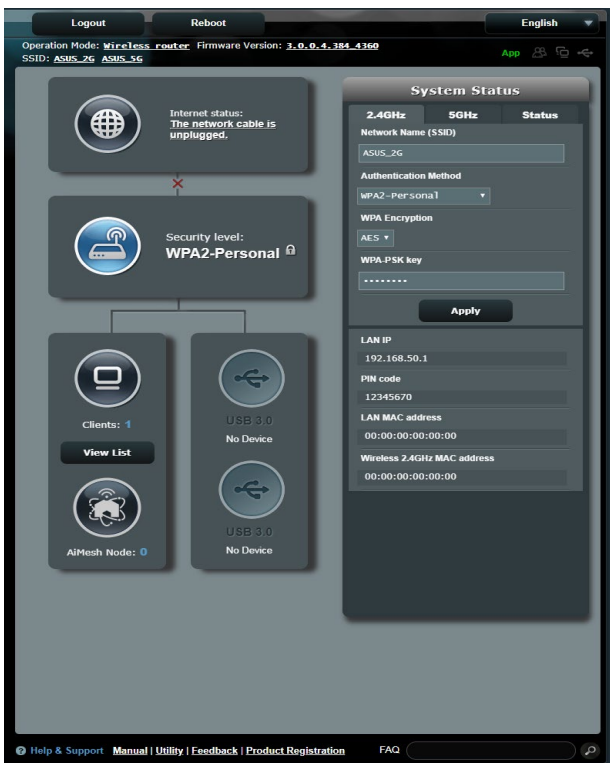 Logout
Reboot
English
Operation Mode: Wireless router Firmware Version: 3.0.0.4.384_4360
SSID: ASUS_2G ASUS_5G
App
Internet status:
The network cable is
unplugged.
Security level:
WPA2-Personal
Clients: 1
View List
AiMesh Node: 0
USB 3.0
No Device
USB 3.0
No Device
System Status
2.4GHz 5GHz Status
Network Name (SSID)
ASUS_2G
Authentication Method
WPA2-Personal
WPA Encryption
AES
WPA-PSK key
········
Apply
LAN IP
192.168.50.1
PIN code
12345670
LAN MAC address
00:00:00:00:00:00
Wireless 2.4GHz MAC address
00:00:00:00:00:00
Help & Support Manual | Utility | Feedback | Product Registration FAQ